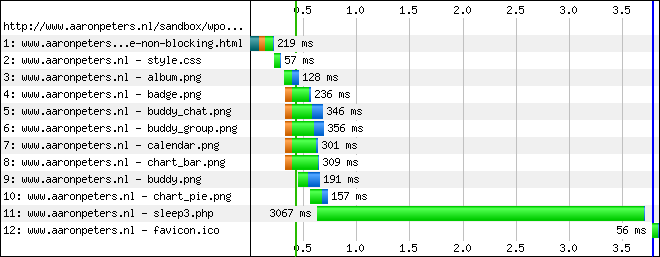 0.5 1.0 1.5 2.0 2.5 3.0 3.5
http://www.aaronpeters.nl/sandbox/wpo...
1: www.aaronpeters...e-non-blocking.html 219 ms
2: www.aaronpeters.nl - style.css 57 ms
3: www.aaronpeters.nl - album.png 128 ms
4: www.aaronpeters.nl - badge.png 236 ms
5: www.aaronpeters.nl - buddy_chat.png 346 ms
6: www.aaronpeters.nl - buddy_group.png 356 ms
7: www.aaronpeters.nl - calendar.png 301 ms
8: www.aaronpeters.nl - chart_bar.png 309 ms
9: www.aaronpeters.nl - buddy.png 191 ms
10: www.aaronpeters.nl - chart_pie.png 157 ms
11: www.aaronpeters.nl - sleep3.php 3067 ms
12: www.aaronpeters.nl - favicon.ico 56 ms
0.5 1.0 1.5 2.0 2.5 3.0 3.5